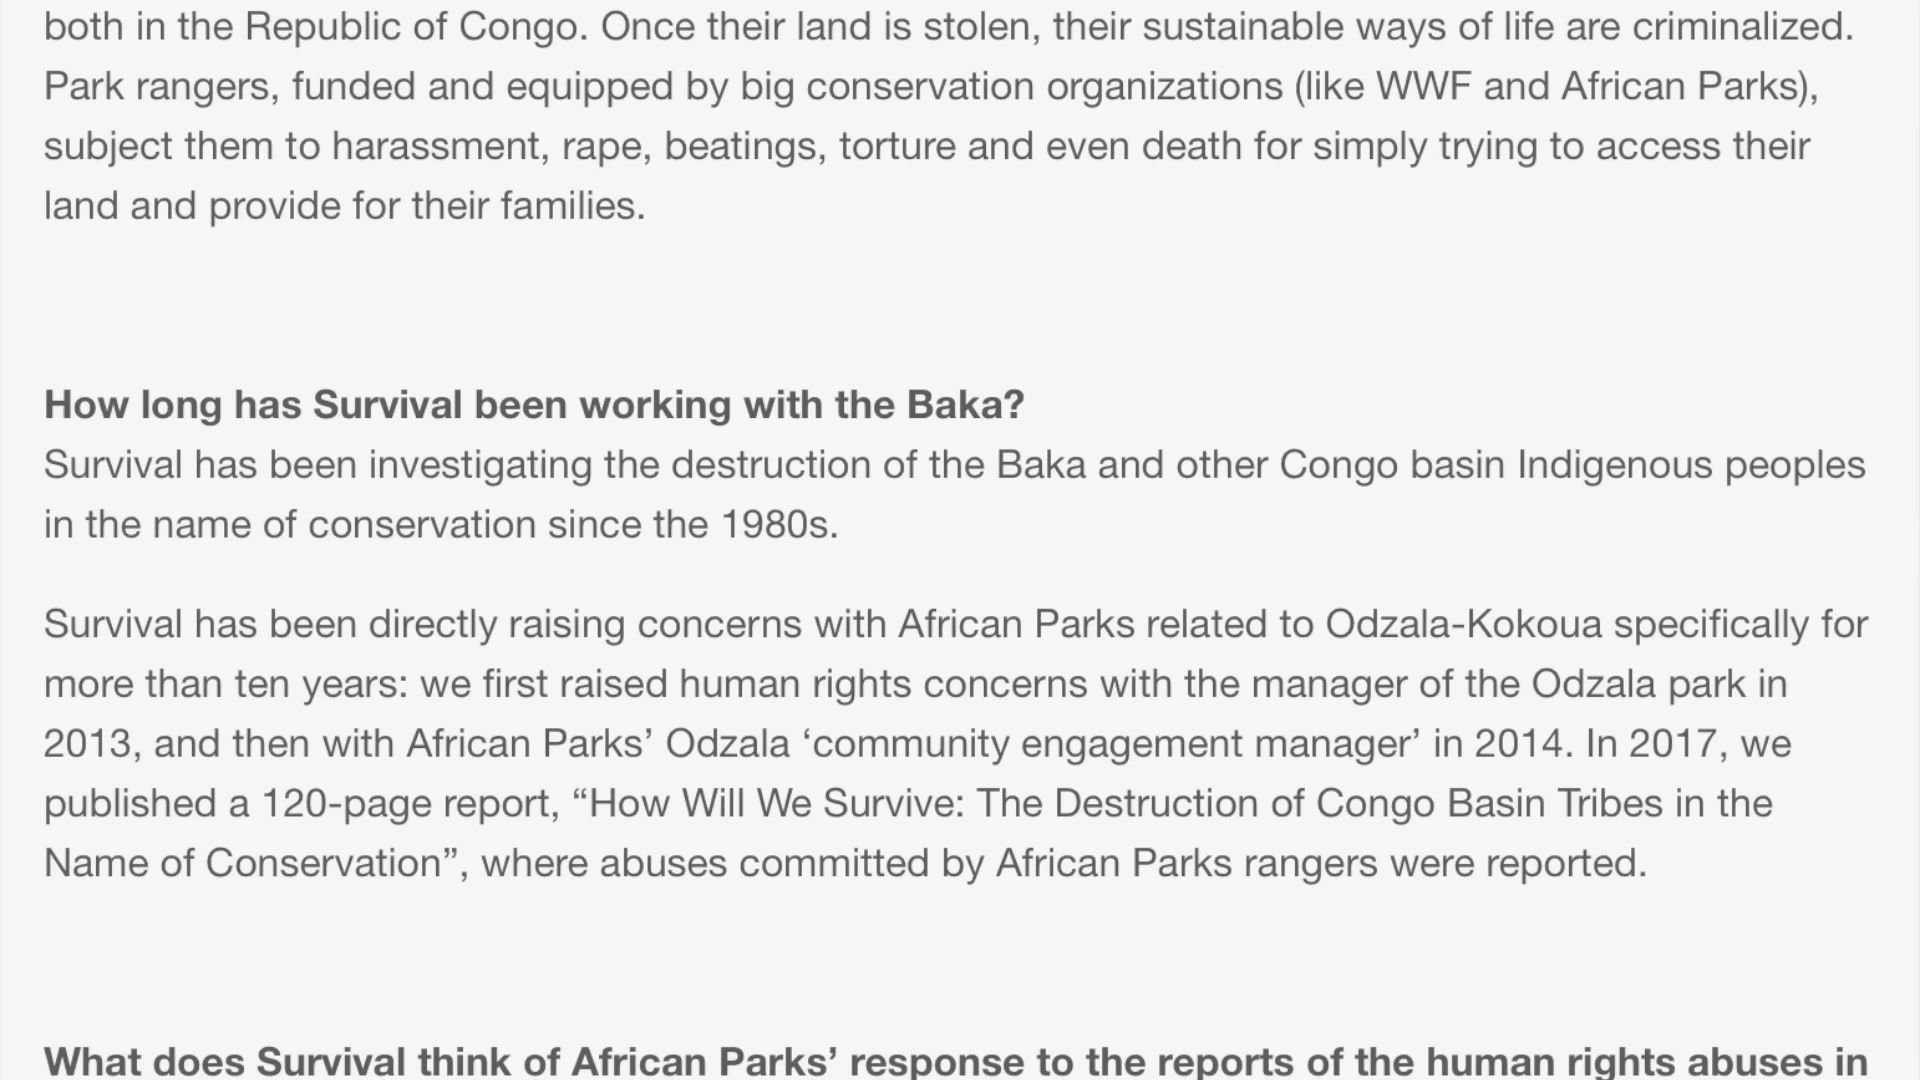 both in the Republic of Congo. Once their land is stolen, their sustainable ways of life are criminalized.
Park rangers, funded and equipped by big conservation organizations (like WWF and African Parks),
subject them to harassment, rape, beatings, torture and even death for simply trying to access their
land and provide for their families.
How long has Survival been working with the Baka?
Survival has been investigating the destruction of the Baka and other Congo basin Indigenous peoples
in the name of conservation since the 1980s.
Survival has been directly raising concerns with African Parks related to Odzala-Kokoua specifically for
more than ten years: we first raised human rights concerns with the manager of the Odzala park in
2013, and then with African Parks’ Odzala ‘community engagement manager’ in 2014. In 2017, we
published a 120-page report, “How Will We Survive: The Destruction of Congo Basin Tribes in the
Name of Conservation”, where abuses committed by African Parks rangers were reported.
What does Survival think of African Parks’ response to the reports of the human rights abuses in